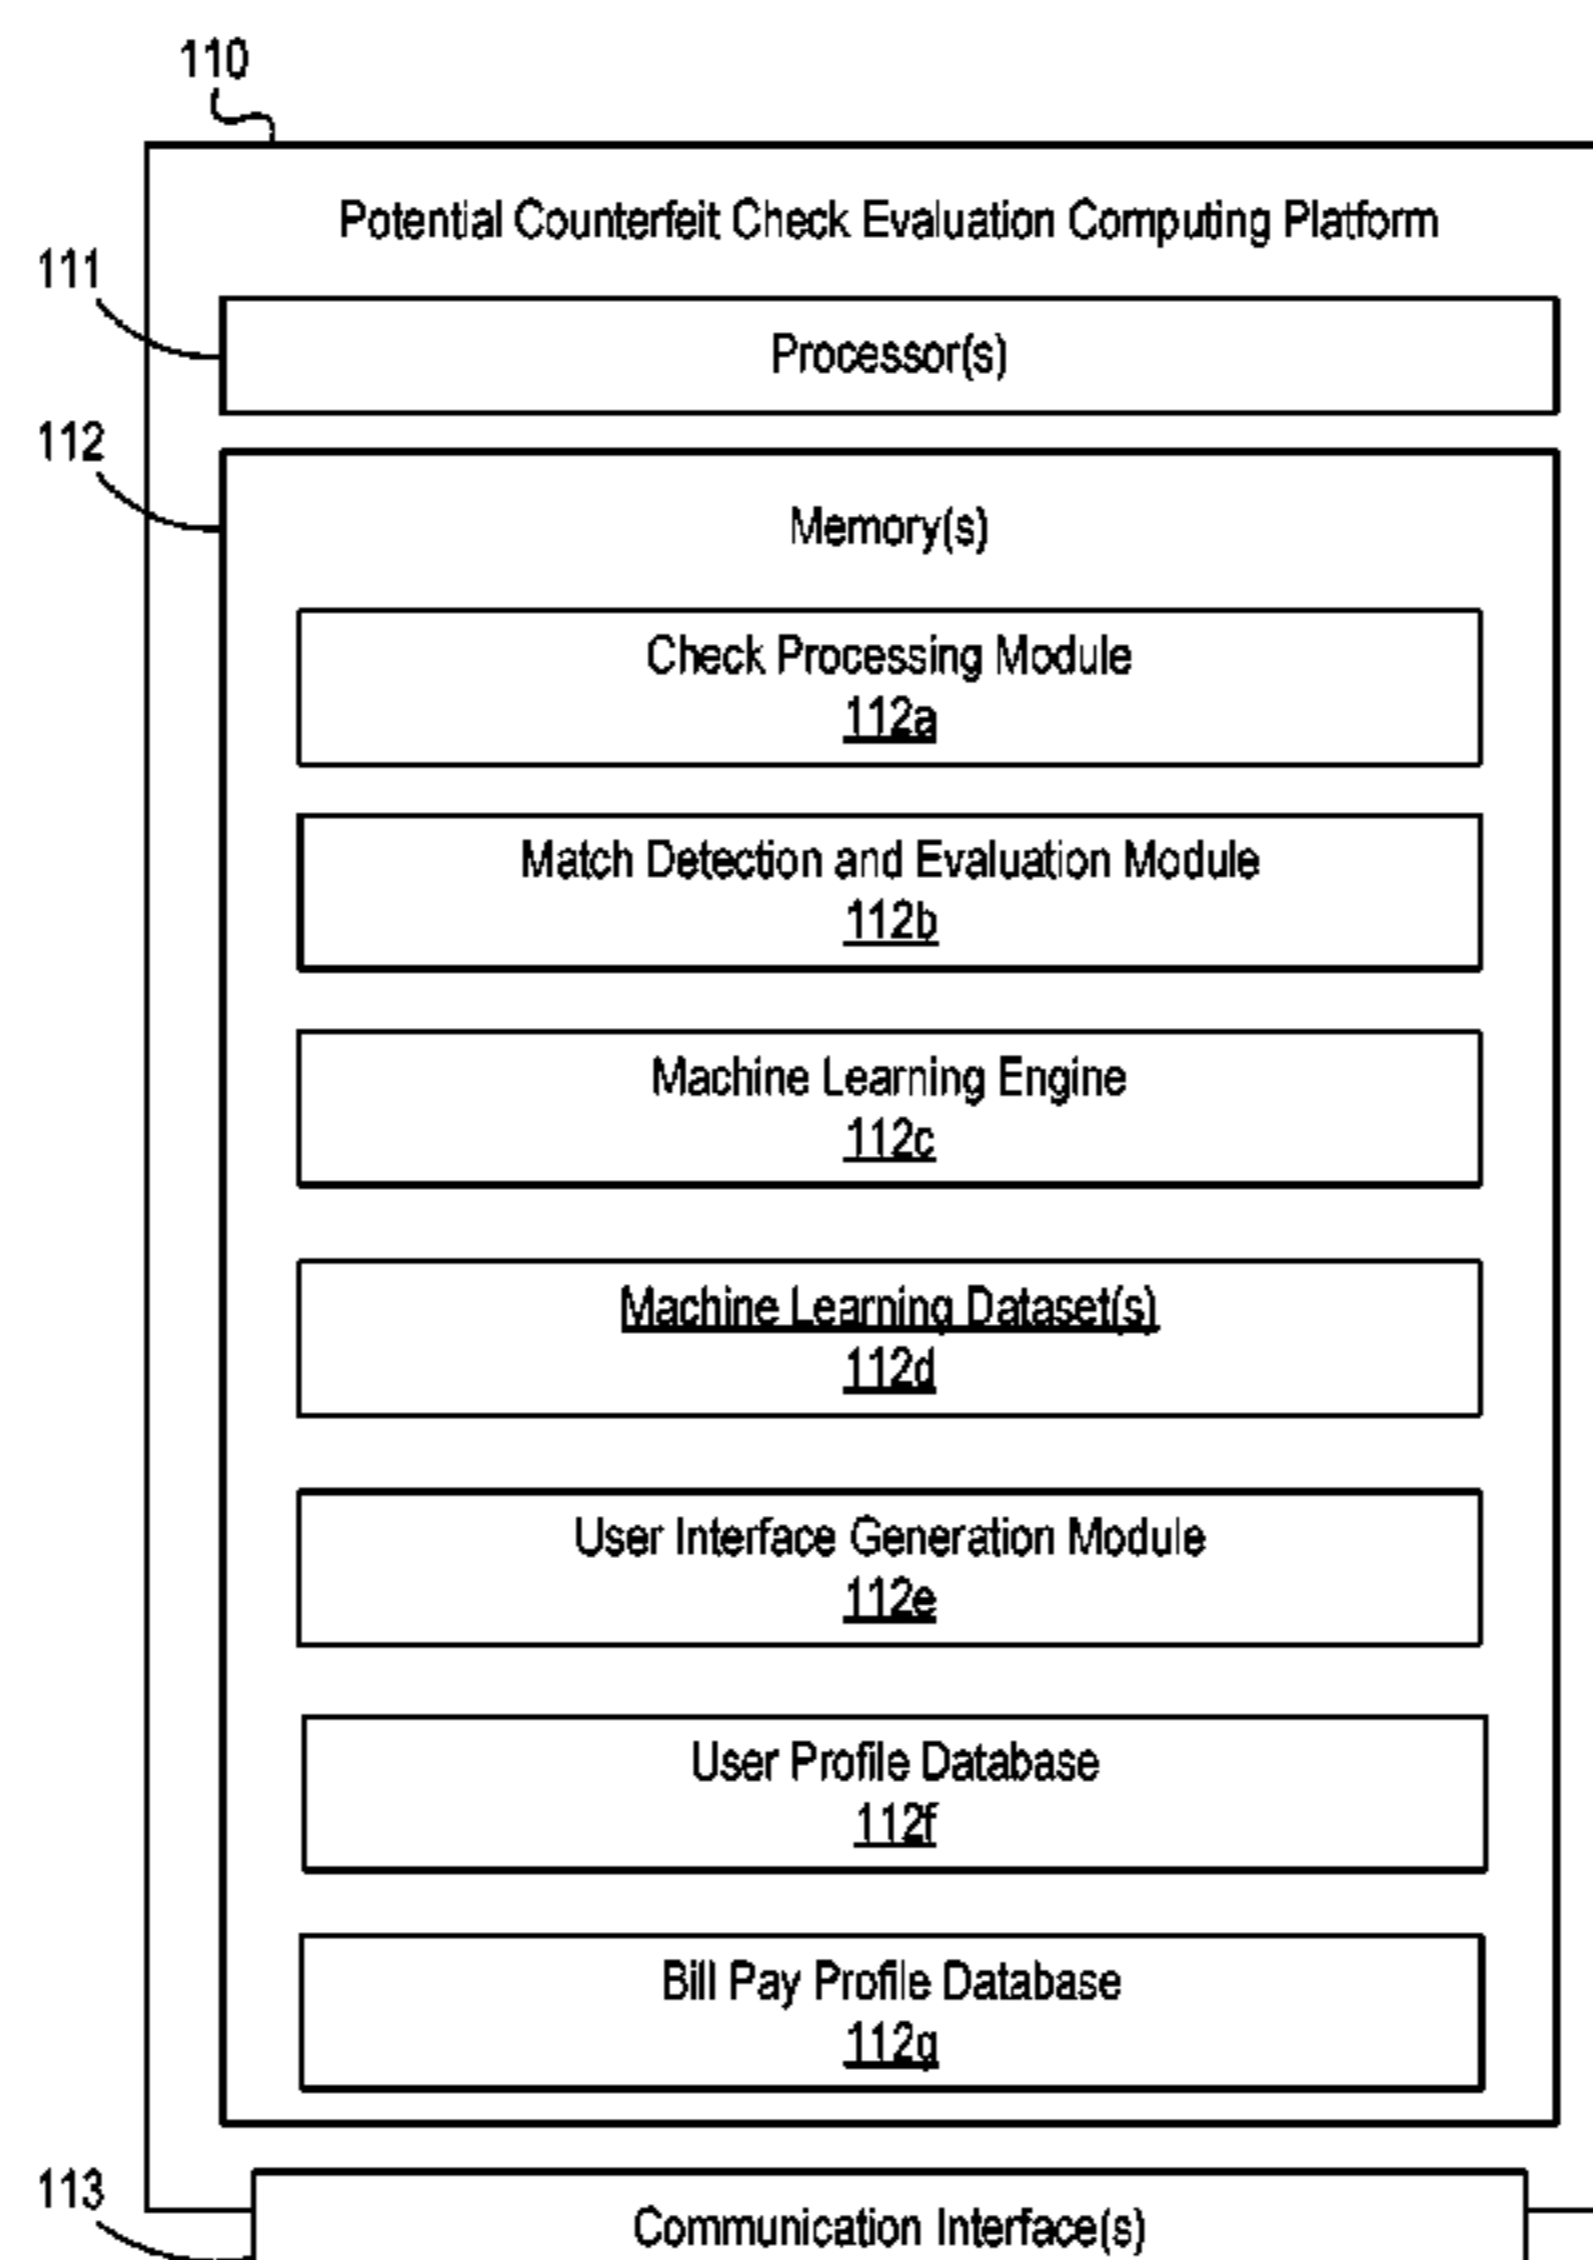 110
Potential Counterfeit Check Evaluation Computing Platform
111
Processor(s)
112
Memory(s)
Check Processing Module
112a
Match Detection and Evaluation Module
112b
Machine Learning Engine
112c
Machine Learning Dataset(s)
112d
User Interface Generation Module
112e
User Profile Database
112f
Bill Pay Profile Database
112g
113
Communication Interface(s)